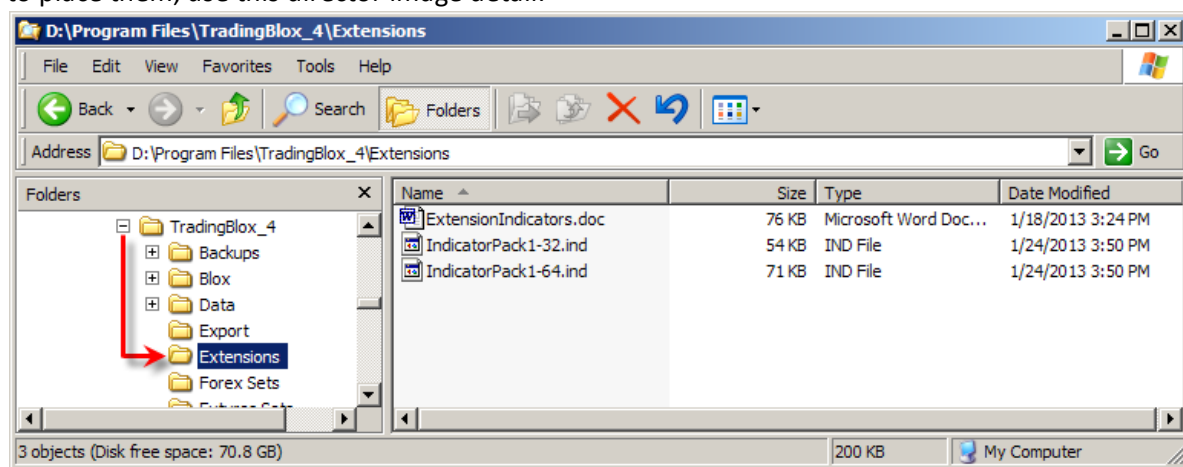 to place them, use this director image detail
D:\Program Files\TradingBlox_4\Extensions
File Edit View Favorites Tools Help
Back Search Folders
Address D:\Program Files\TradingBlox_4\Extensions Go
Folders x Name Size Type Date Modified
TradingBlox_4 ExtensionIndicators.doc 76 KB Microsoft Word Doc... 1/18/2013 3:24 PM
Backups IndicatorPack1-32.ind 54 KB IND File 1/24/2013 3:50 PM
Blox IndicatorPack1-64.ind 71 KB IND File 1/24/2013 3:50 PM
Data
Export
Extensions
Forex Sets
3 objects (Disk free space: 70.8 GB) 200 KB My Computer